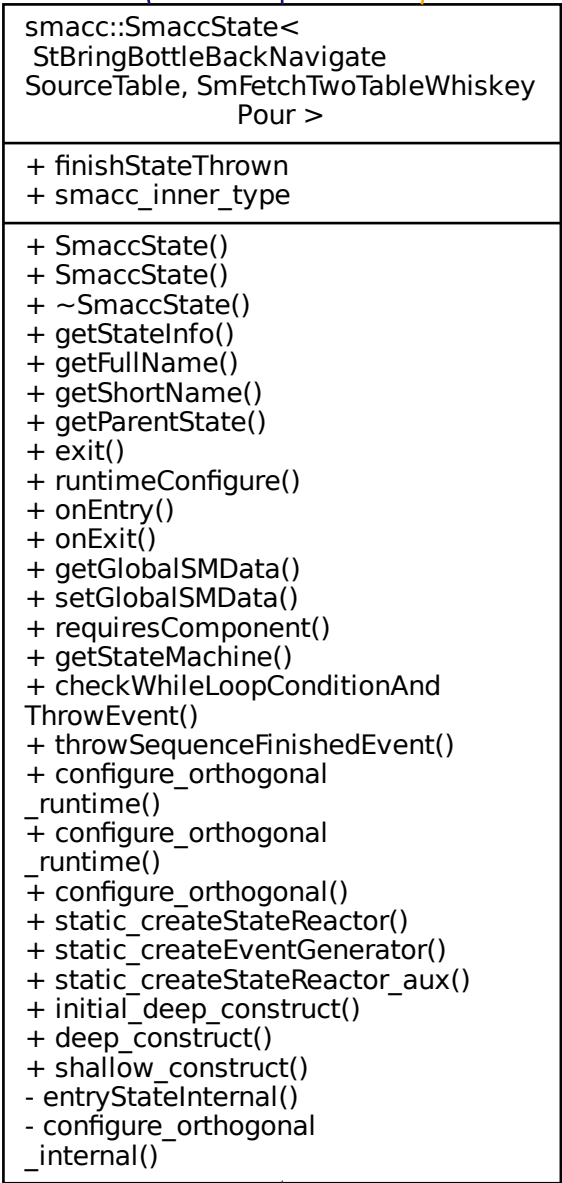 smacc::SmaccState<
StBringBottleBackNavigate
SourceTable, SmFetchTwoTableWhiskey
Pour >
+ finishStateThrown
+ smacc_inner_type
+ SmaccState()
+ SmaccState()
+ ~SmaccState()
+ getStateInfo()
+ getFullName()
+ getShortName()
+ getParentState()
+ exit()
+ runtimeConfigure()
+ onEntry()
+ onExit()
+ getGlobalSMData()
+ setGlobalSMData()
+ requiresComponent()
+ getStateMachine()
+ checkWhileLoopConditionAnd
ThrowEvent()
+ throwSequenceFinishedEvent()
+ configure_orthogonal
_runtime()
+ configure_orthogonal
_runtime()
+ configure_orthogonal()
+ static_createStateReactor()
+ static_createEventGenerator()
+ static_createStateReactor_aux()
+ initial_deep_construct()
+ deep_construct()
+ shallow_construct()
- entryStateInternal()
- configure_orthogonal
_internal()